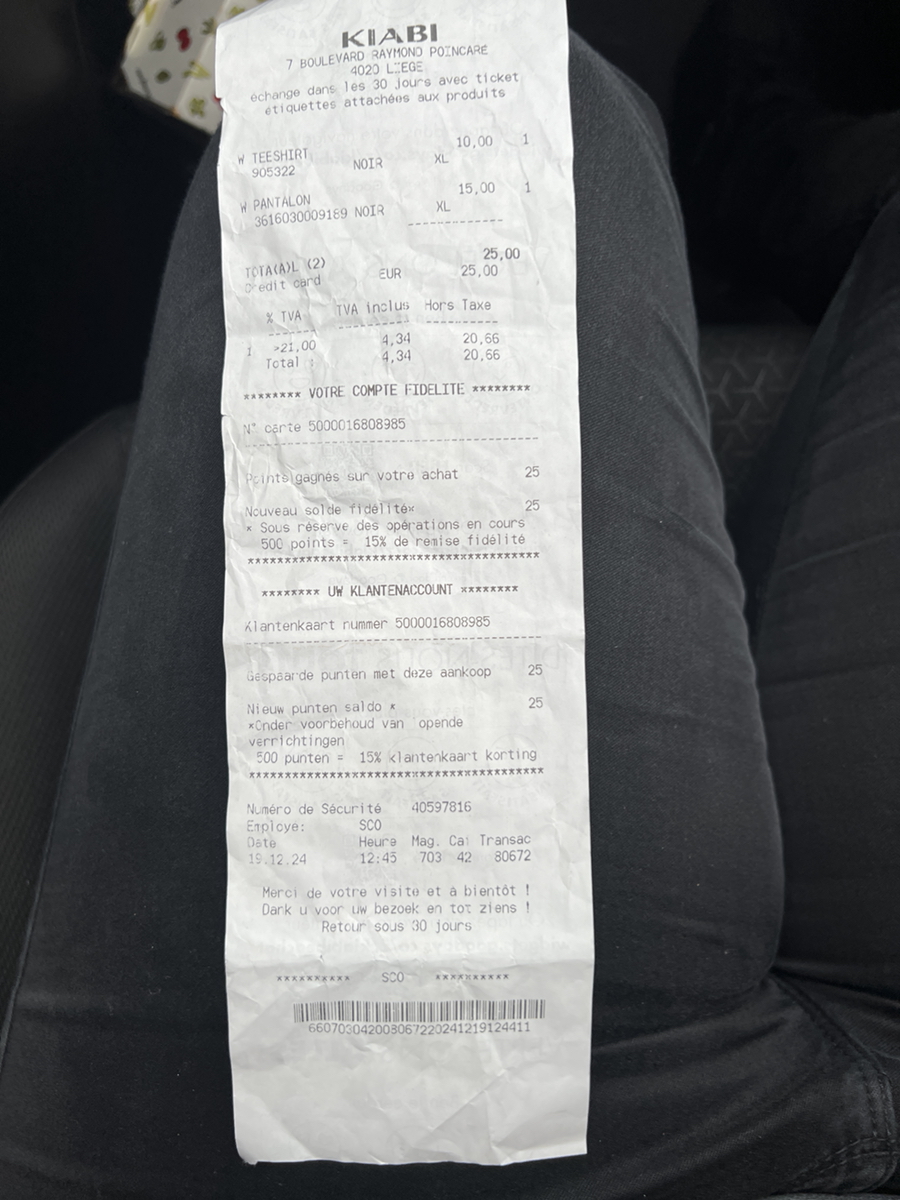 KIABI
7 BOULEVARD RAYMOND POINCARE
4020 LIEGE
echange dans les 30 jours avec ticket
étiquettes attachées aux produits
W TEESHIRT 10,00 1
905322 NOIR XL
W PANTALON 15,00 1
3616030009189 NOIR XL
--------------
TOTA(A)L (2) 25,00
Credit card EUR 25,00
% TVA TVA inclus Hors Taxe
1 >21,00 4,34 20,66
Total : 4,34 20,66
******** VOTRE COMPTE FIDELITE ********
N° carte 5000016808985
Points gagnés sur votre achat 25
Nouveau solde fidélité* 25
* Sous réserve des opérations en cours
500 points = 15% de remise fidélité
***************************************
******** UW KLANTENACCOUNT ********
Klantenkaart nummer 5000016808985
Gespaarde punten met deze aankoop 25
Nieuw punten saldo * 25
*Onder voorbehoud van opende
verrichtingen
500 punten = 15% klantenkaart korting
***************************************
Numéro de Sécurité 40597816
Employe: SCO
Date Heure Mag. Cai Transac
19.12.24 12:45 703 42 80672
Merci de votre visite et à bientôt !
Dank u voor uw bezoek en tot ziens !
Retour sous 30 jours
********** SCO **********
66070304200806722024121912​4411